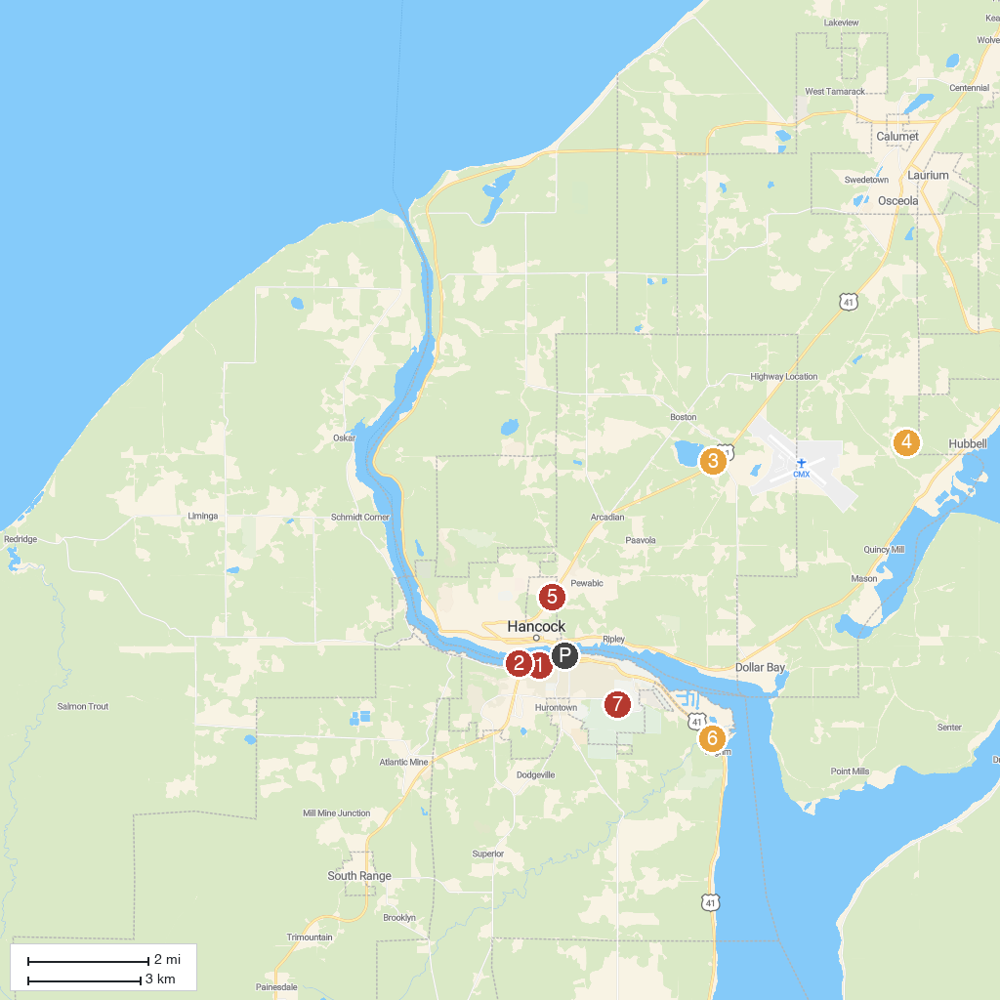 Lakeview
Wolve
West Tamarack
Centennial
Calumet
Laurium
Swedetown
Osceola
41
Highway Location
Boston
Oskar
3
4
Hubbell
CMX
Liminga
Schmidt Corner
Arcadian
Redridge
Paavola
Quincy Mill
Mason
Pewabic
5
Hancock
Ripley
P
2
1
Dollar Bay
Salmon Trout
Hurontown
7
41
Senter
6
Atlantic Mine
Dodgeville
Point Mills
Mill Mine Junction
Superior
South Range
41
Brooklyn
Trimountain
2 mi
3 km
Painesdale